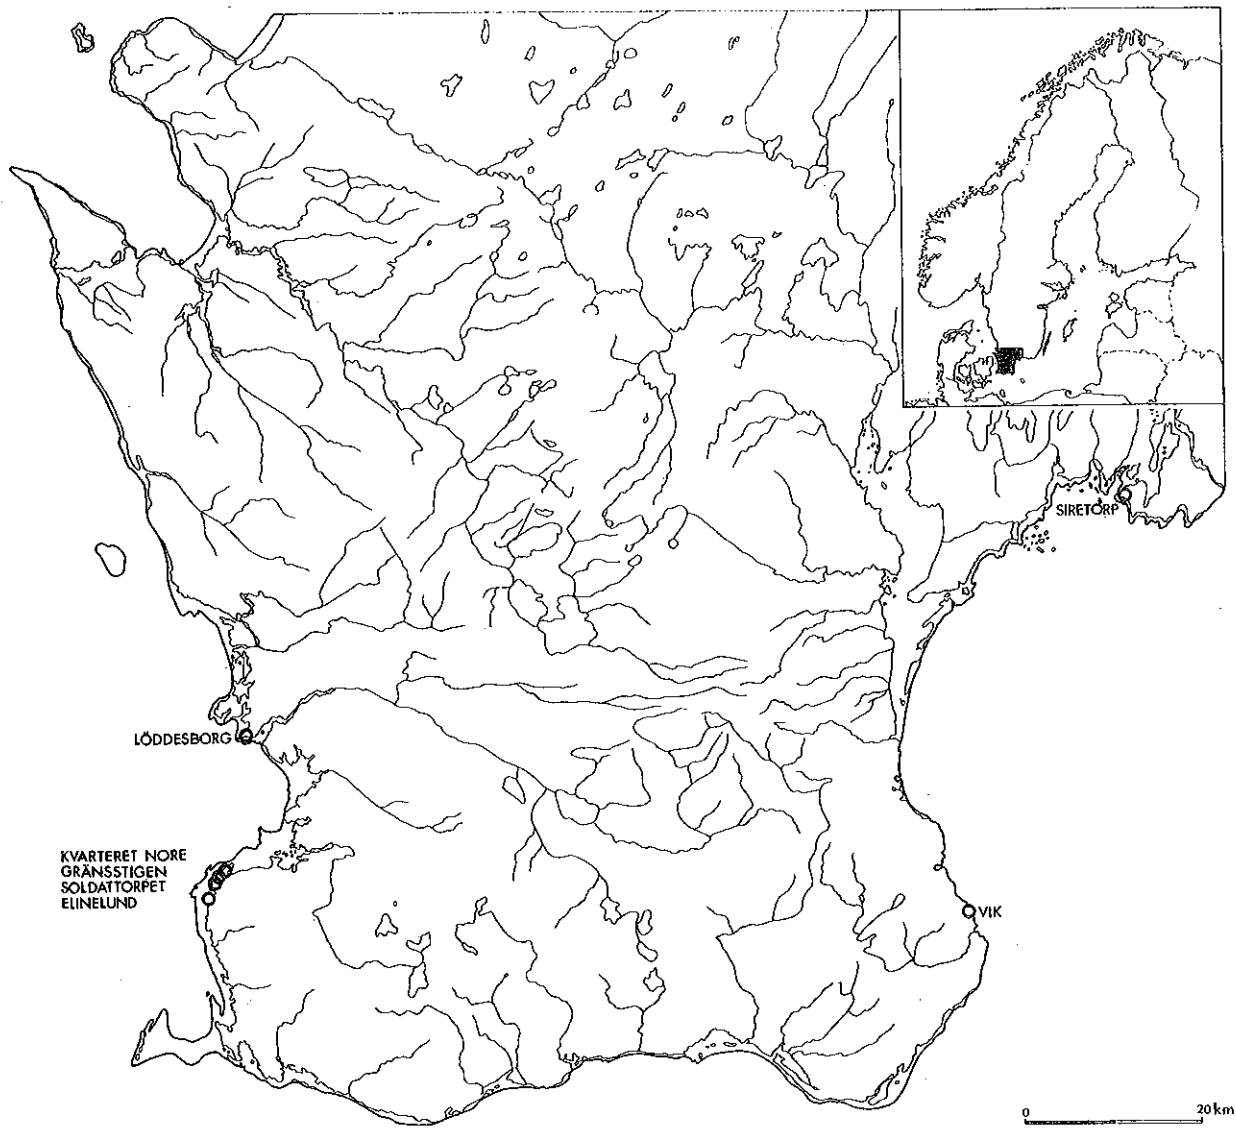 SIRETORP
LÖDDESBORG
KVARTERET NORE
GRÄNSSTIGEN
SOLDATTORPET
ELINELUND
VIK
0 20 km